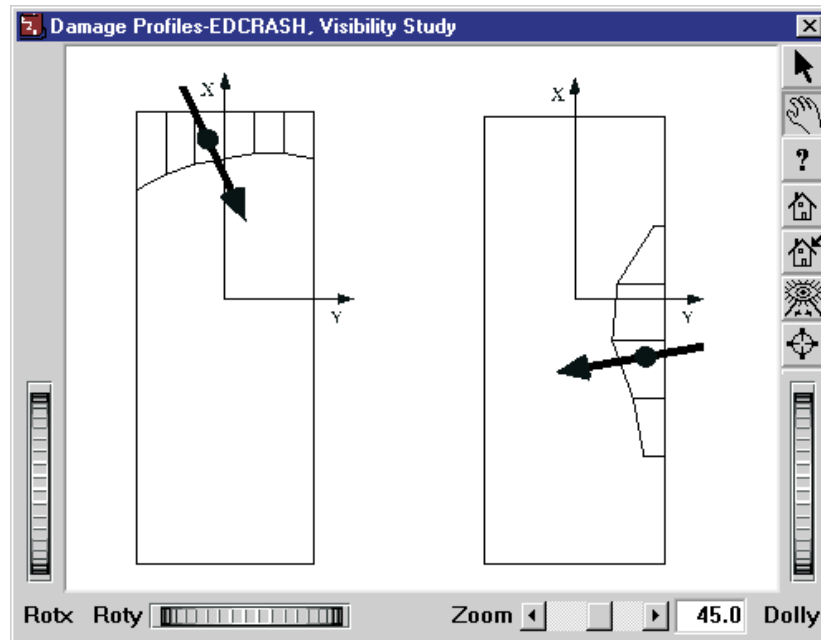 Damage Profiles-EDCRASH, Visibility Study
X
Y
X
Y
?
Rotx Roty Zoom 45.0 Dolly